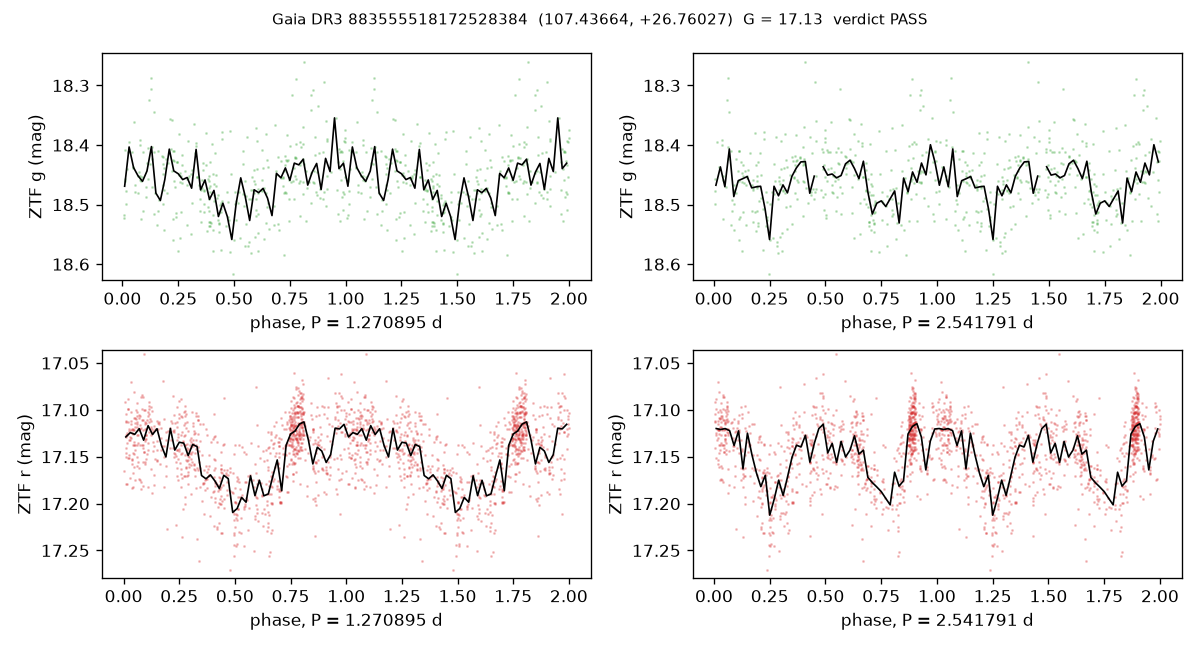 Gaia DR3 883555518172528384 (107.43664, +26.76027) G = 17.13 verdict PASS
ZTF g (mag)
18.3
18.4
18.5
18.6
0.00 0.25 0.50 0.75 1.00 1.25 1.50 1.75 2.00
phase, P = 1.270895 d
ZTF g (mag)
18.3
18.4
18.5
18.6
0.00 0.25 0.50 0.75 1.00 1.25 1.50 1.75 2.00
phase, P = 2.541791 d
ZTF r (mag)
17.05
17.10
17.15
17.20
17.25
0.00 0.25 0.50 0.75 1.00 1.25 1.50 1.75 2.00
phase, P = 1.270895 d
ZTF r (mag)
17.05
17.10
17.15
17.20
17.25
0.00 0.25 0.50 0.75 1.00 1.25 1.50 1.75 2.00
phase, P = 2.541791 d